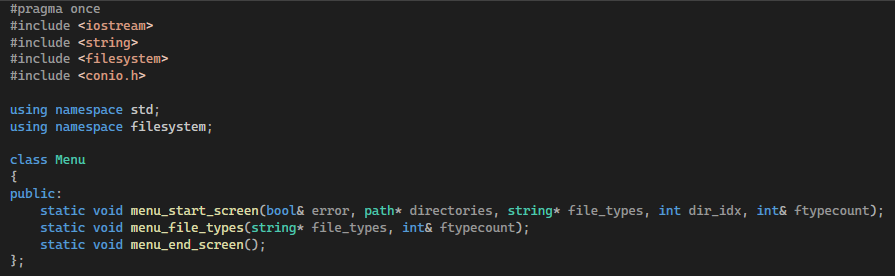 #pragma once
#include <iostream>
#include <string>
#include <filesystem>
#include <conio.h>
using namespace std;
using namespace filesystem;
class Menu
{
public:
    static void menu_start_screen(bool& error, path* directories, string* file_types, int dir_idx, int& ftypecount);
    static void menu_file_types(string* file_types, int& ftypecount);
    static void menu_end_screen();
};